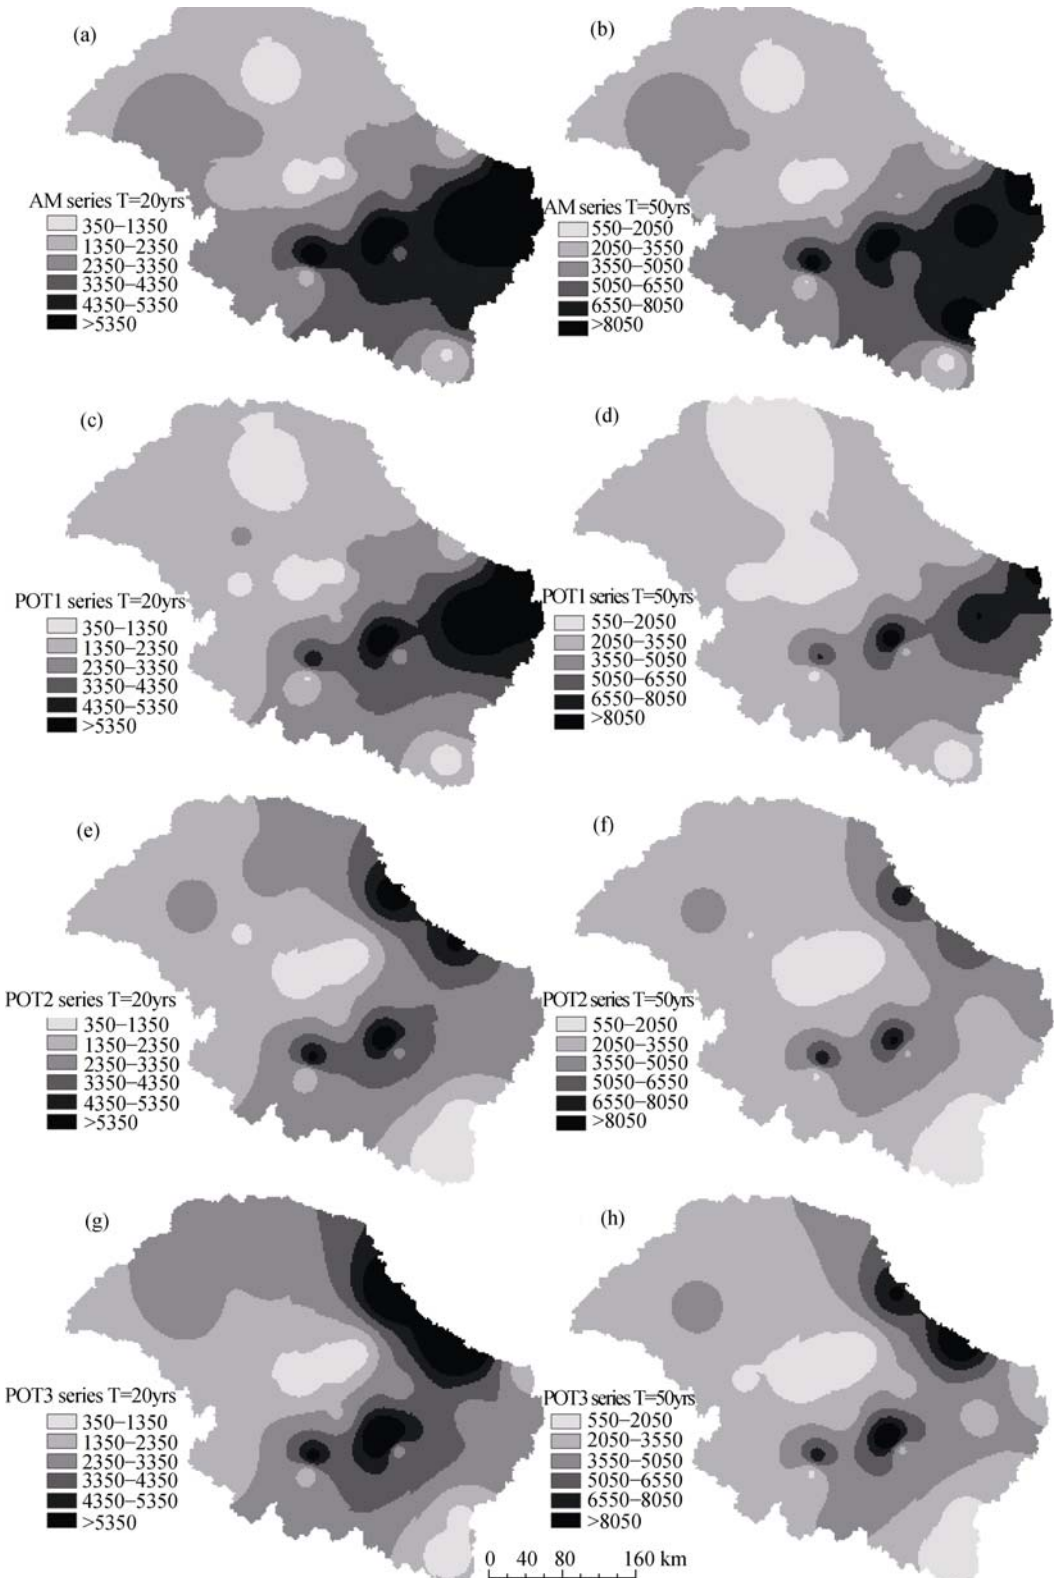 (a)
AM series T=20yrs
350−1350
1350−2350
2350−3350
3350−4350
4350−5350
>5350
(b)
AM series T=50yrs
550−2050
2050−3550
3550−5050
5050−6550
6550−8050
>8050
(c)
POT1 series T=20yrs
350−1350
1350−2350
2350−3350
3350−4350
4350−5350
>5350
(d)
POT1 series T=50yrs
550−2050
2050−3550
3550−5050
5050−6550
6550−8050
>8050
(e)
POT2 series T=20yrs
350−1350
1350−2350
2350−3350
3350−4350
4350−5350
>5350
(f)
POT2 series T=50yrs
550−2050
2050−3550
3550−5050
5050−6550
6550−8050
>8050
(g)
POT3 series T=20yrs
350−1350
1350−2350
2350−3350
3350−4350
4350−5350
>5350
(h)
POT3 series T=50yrs
550−2050
2050−3550
3550−5050
5050−6550
6550−8050
>8050
0 40 80 160 km